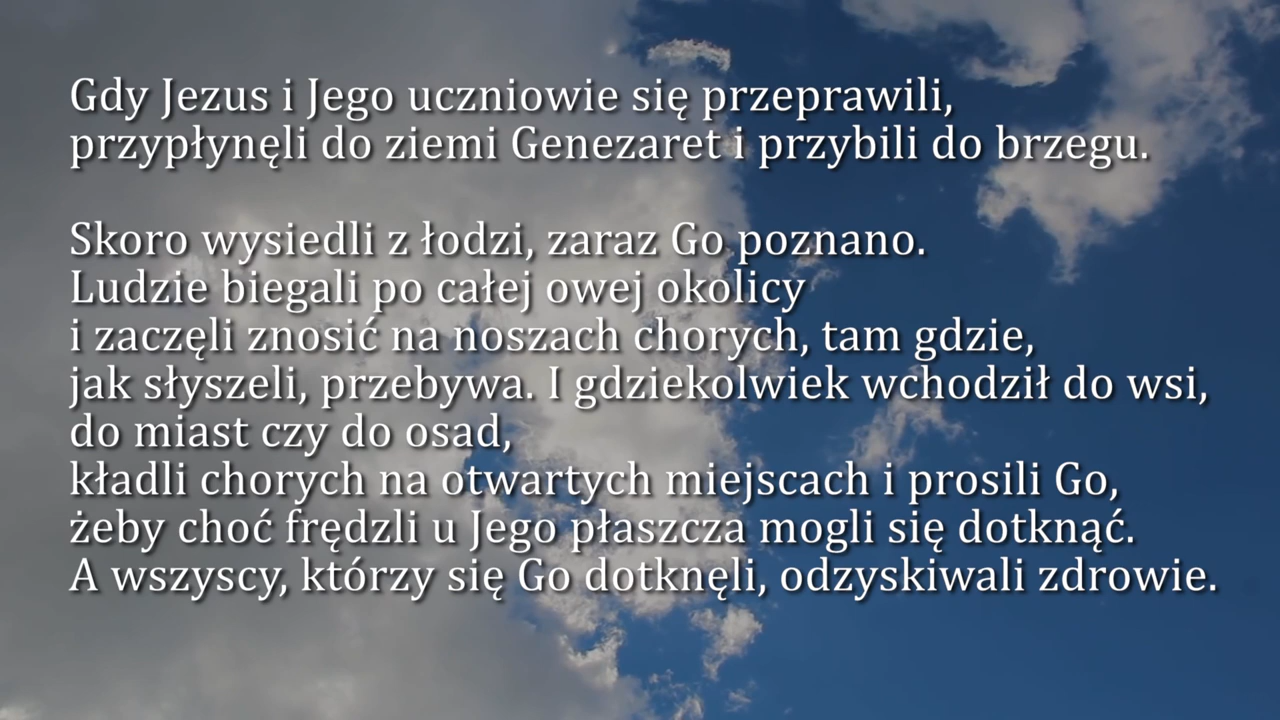 Gdy Jezus i Jego uczniowie się przeprawili,
przypłynęli do ziemi Genezaret i przybili do brzegu.
Skoro wysiedli z łodzi, zaraz Go poznano.
Ludzie biegali po całej owej okolicy
i zaczęli znosić na noszach chorych, tam gdzie,
jak słyszeli, przebywa. I gdziekolwiek wchodził do wsi,
do miast czy do osad,
kładli chorych na otwartych miejscach i prosili Go,
żeby choć frędzli u Jego płaszcza mogli się dotknąć.
A wszyscy, którzy się Go dotknęli, odzyskiwali zdrowie.